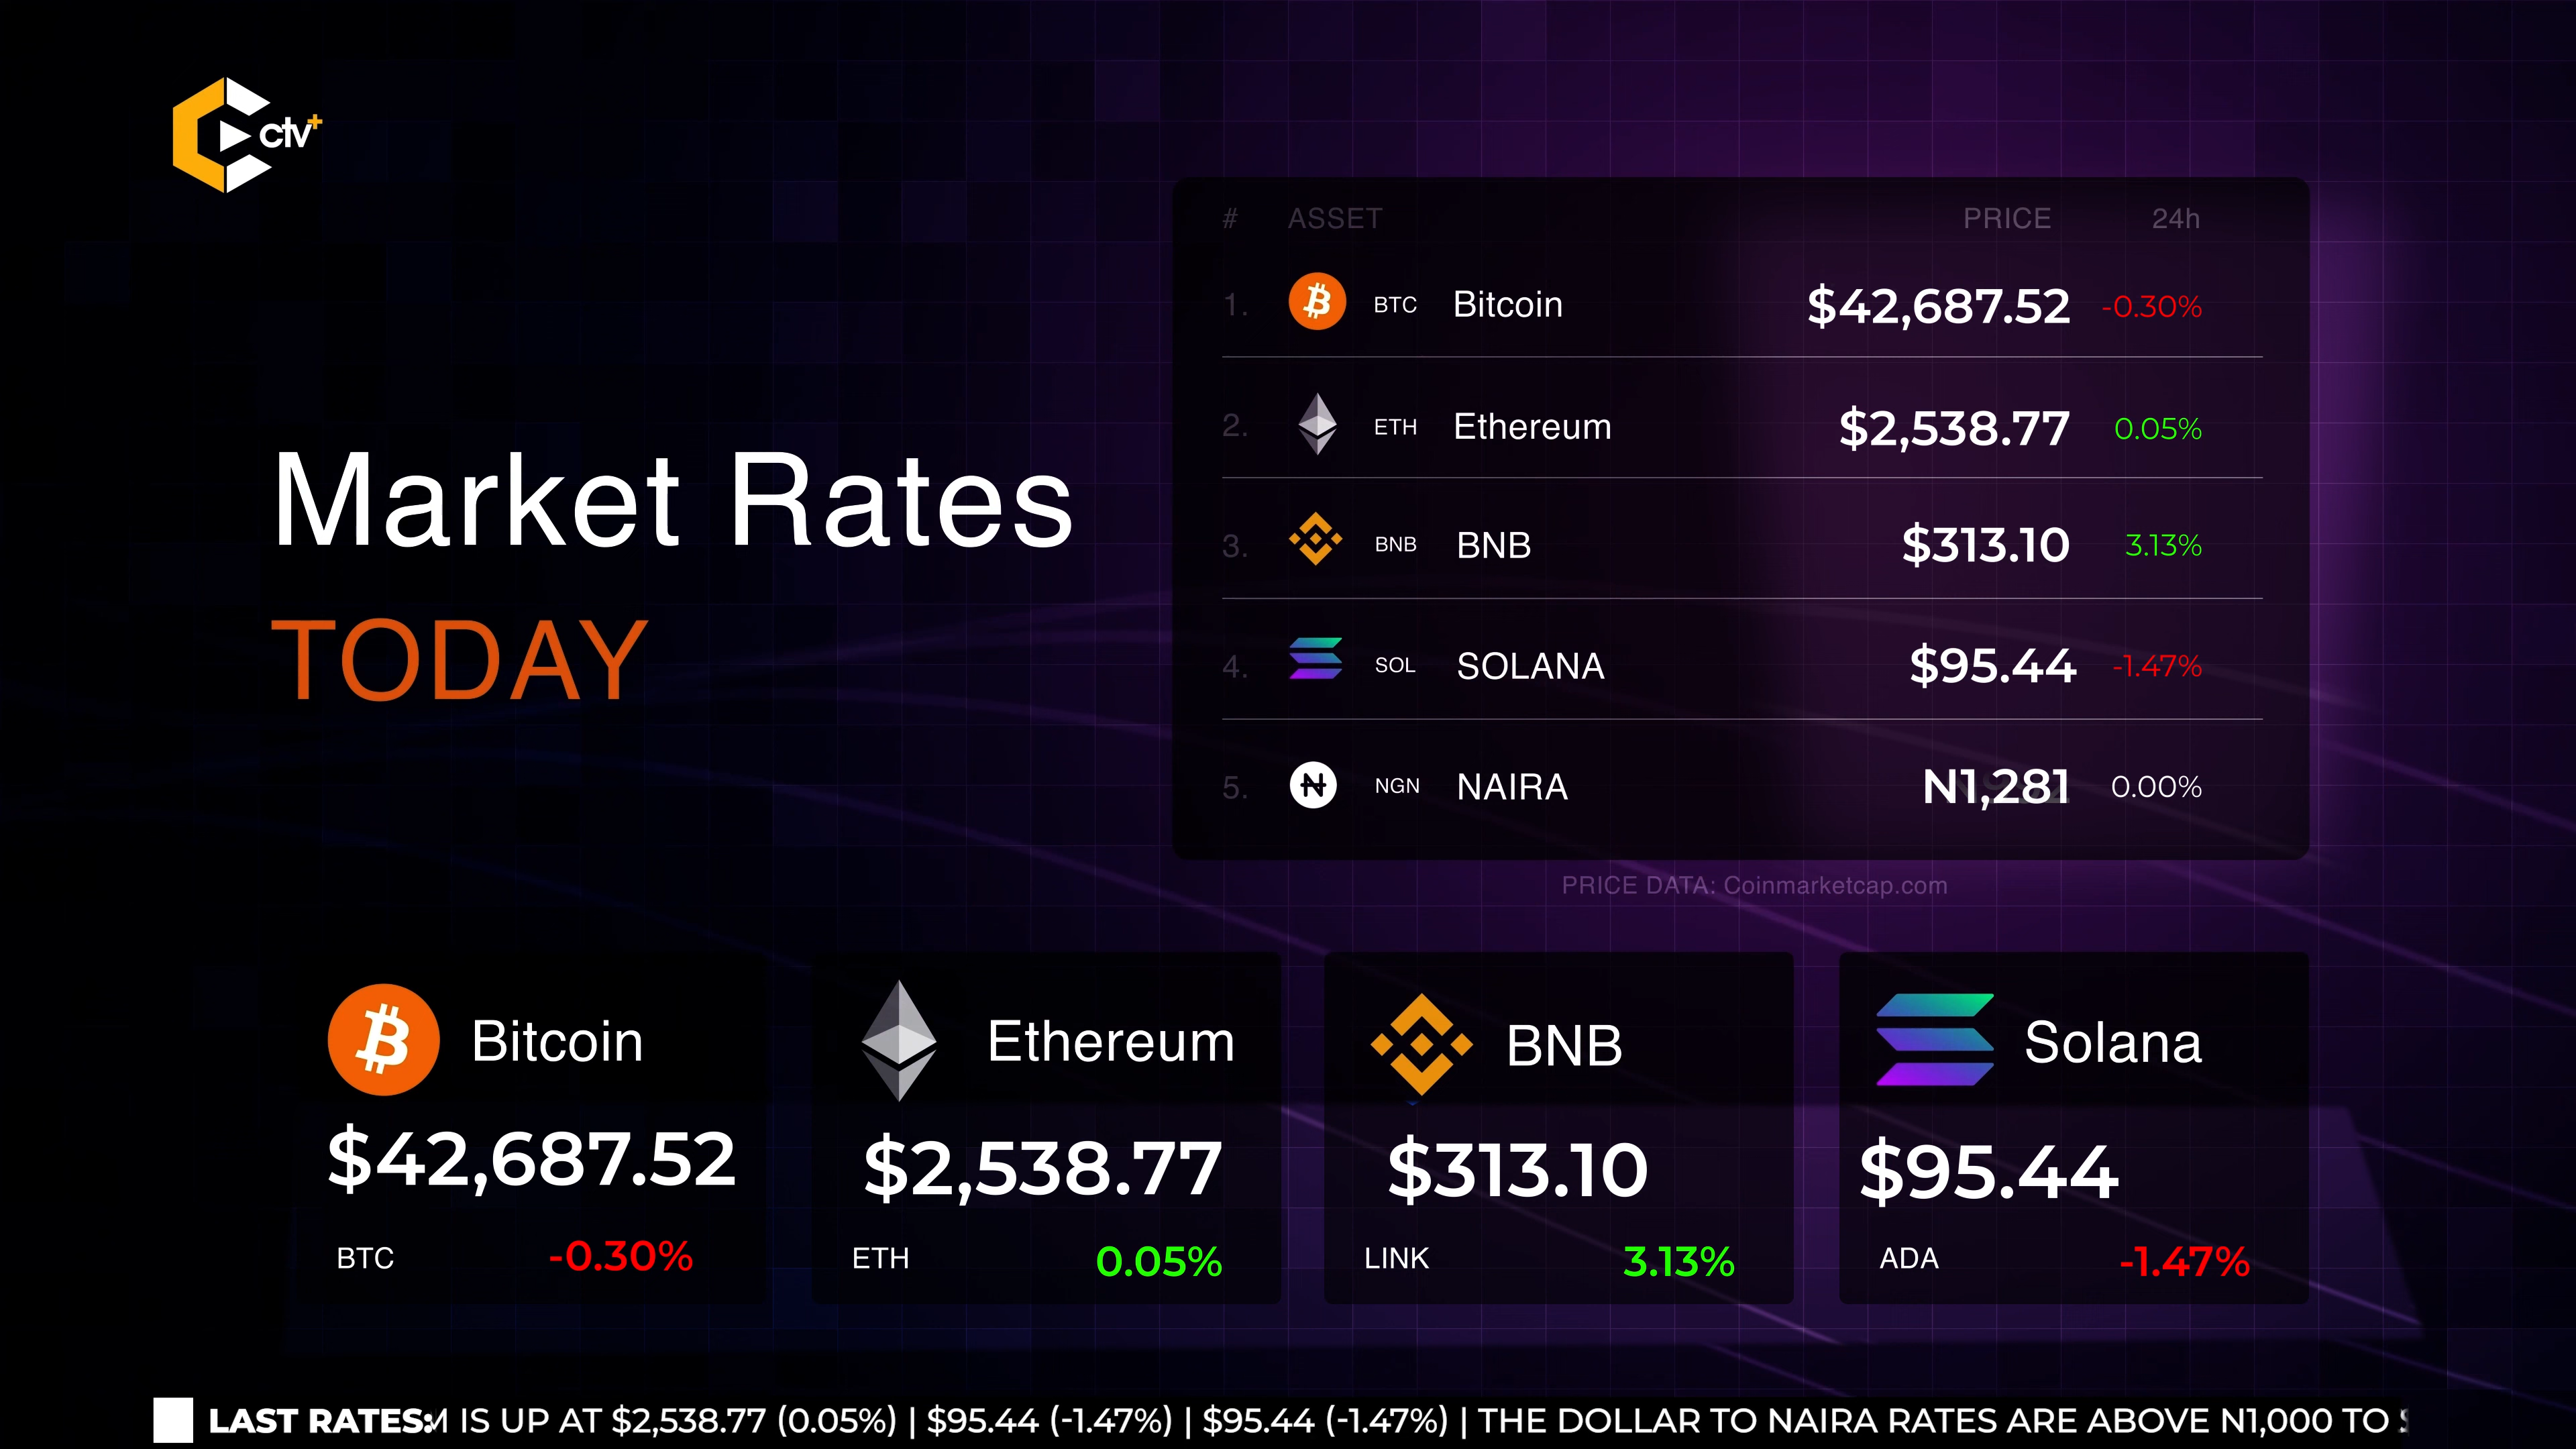 ctv+
# ASSET PRICE 24h
1. BTC Bitcoin $42,687.52 -0.30%
2. ETH Ethereum $2,538.77 0.05%
3. BNB BNB $313.10 3.13%
4. SOL SOLANA $95.44 -1.47%
5. NGN NAIRA N1,281 0.00%
PRICE DATA: Coinmarketcap.com
Market Rates
TODAY
Bitcoin
$42,687.52
BTC -0.30%
Ethereum
$2,538.77
ETH 0.05%
BNB
$313.10
LINK 3.13%
Solana
$95.44
ADA -1.47%
LAST RATES: M IS UP AT $2,538.77 (0.05%) | $95.44 (-1.47%) | $95.44 (-1.47%) | THE DOLLAR TO NAIRA RATES ARE ABOVE N1,000 TO